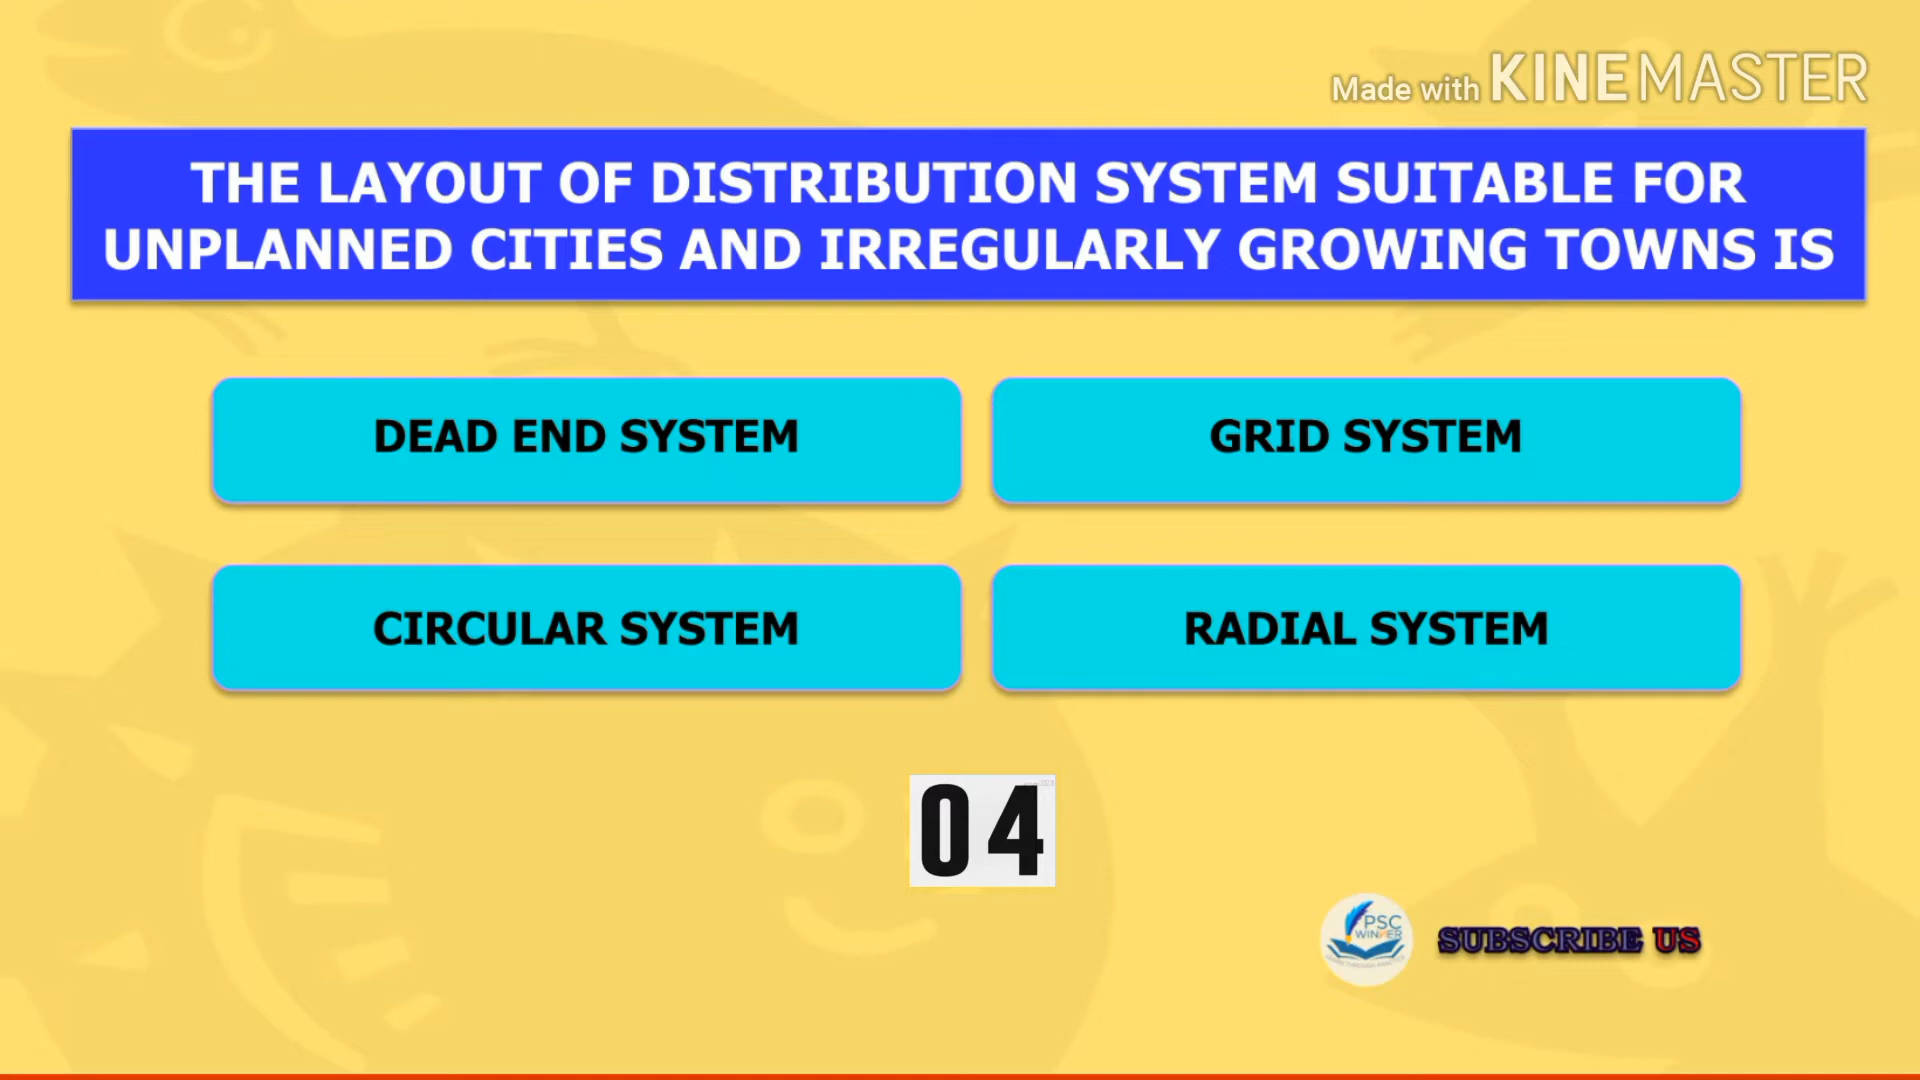 Made with KINEMASTER
THE LAYOUT OF DISTRIBUTION SYSTEM SUITABLE FOR
UNPLANNED CITIES AND IRREGULARLY GROWING TOWNS IS
DEAD END SYSTEM
GRID SYSTEM
CIRCULAR SYSTEM
RADIAL SYSTEM
04
PSC
WINNER
SUBSCRIBE US